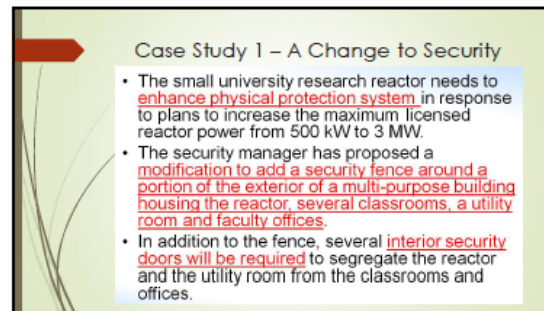 Case Study 1 – A Change to Security
• The small university research reactor needs to
enhance physical protection system in response
to plans to increase the maximum licensed
reactor power from 500 kW to 3 MW.
• The security manager has proposed a
modification to add a security fence around a
portion of the exterior of a multi-purpose building
housing the reactor, several classrooms, a utility
room and faculty offices.
• In addition to the fence, several interior security
doors will be required to segregate the reactor
and the utility room from the classrooms and
offices.